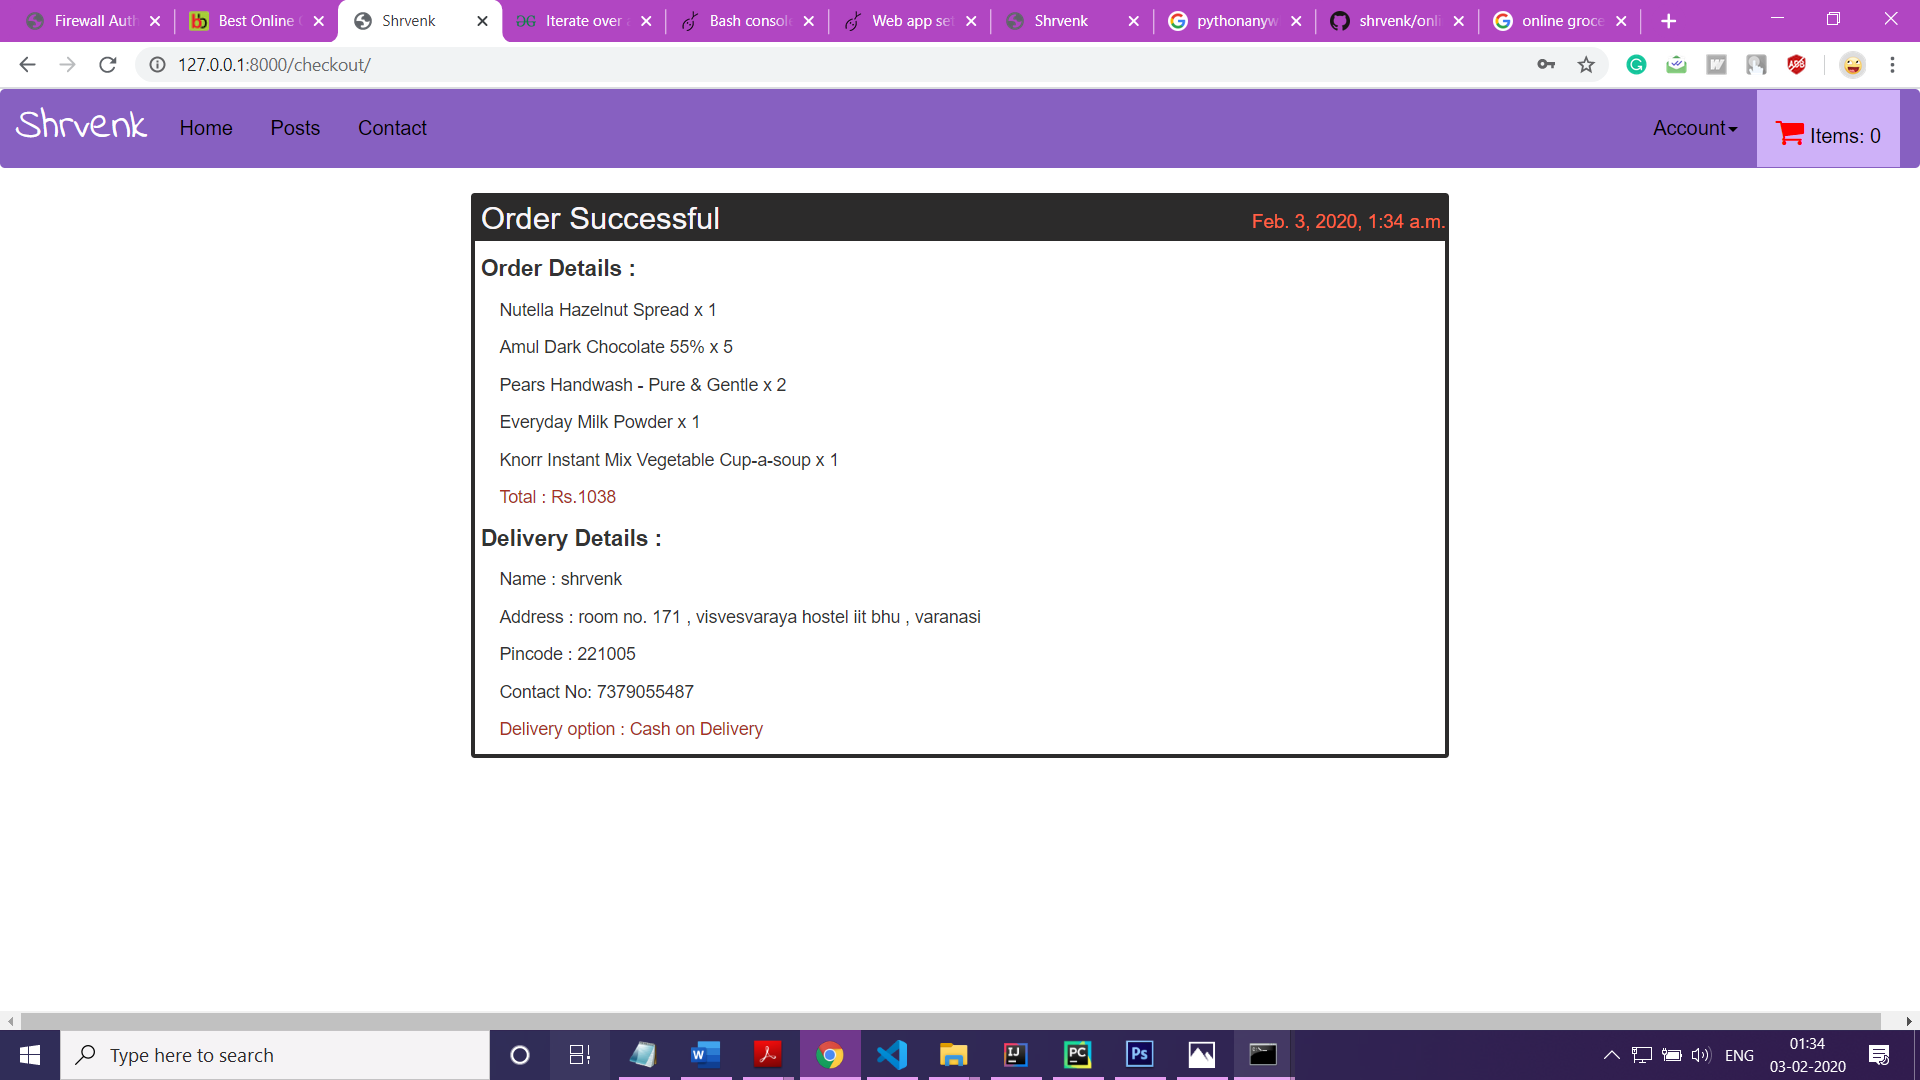 Firewall Auth
Best Online
Shrvenk
Iterate over
Bash console
Web app set
Shrvenk
pythonanyw
shrvenk/onli
online groce
127.0.0.1:8000/checkout/
Shrvenk
Home
Posts
Contact
Account
Items: 0
Order Successful
Feb. 3, 2020, 1:34 a.m.
Order Details :
Nutella Hazelnut Spread x 1
Amul Dark Chocolate 55% x 5
Pears Handwash - Pure & Gentle x 2
Everyday Milk Powder x 1
Knorr Instant Mix Vegetable Cup-a-soup x 1
Total : Rs.1038
Delivery Details :
Name : shrvenk
Address : room no. 171 , visvesvaraya hostel iit bhu , varanasi
Pincode : 221005
Contact No: 7379055487
Delivery option : Cash on Delivery
Type here to search
ENG
01:34
03-02-2020